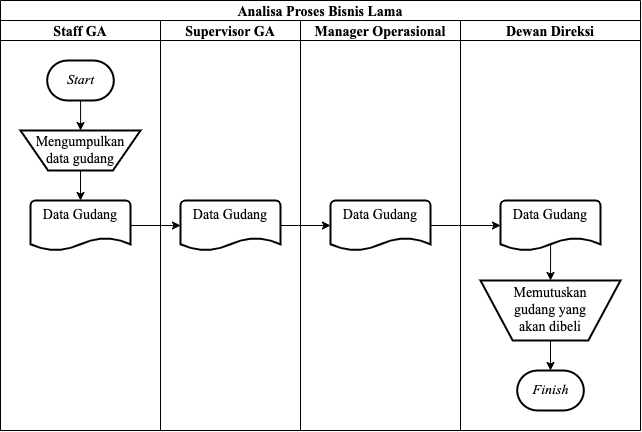 Analisa Proses Bisnis Lama
Staff GA
Supervisor GA
Manager Operasional
Dewan Direksi
Start
Mengumpulkan
data gudang
Data Gudang
Data Gudang
Data Gudang
Data Gudang
Memutuskan
gudang yang
akan dibeli
Finish